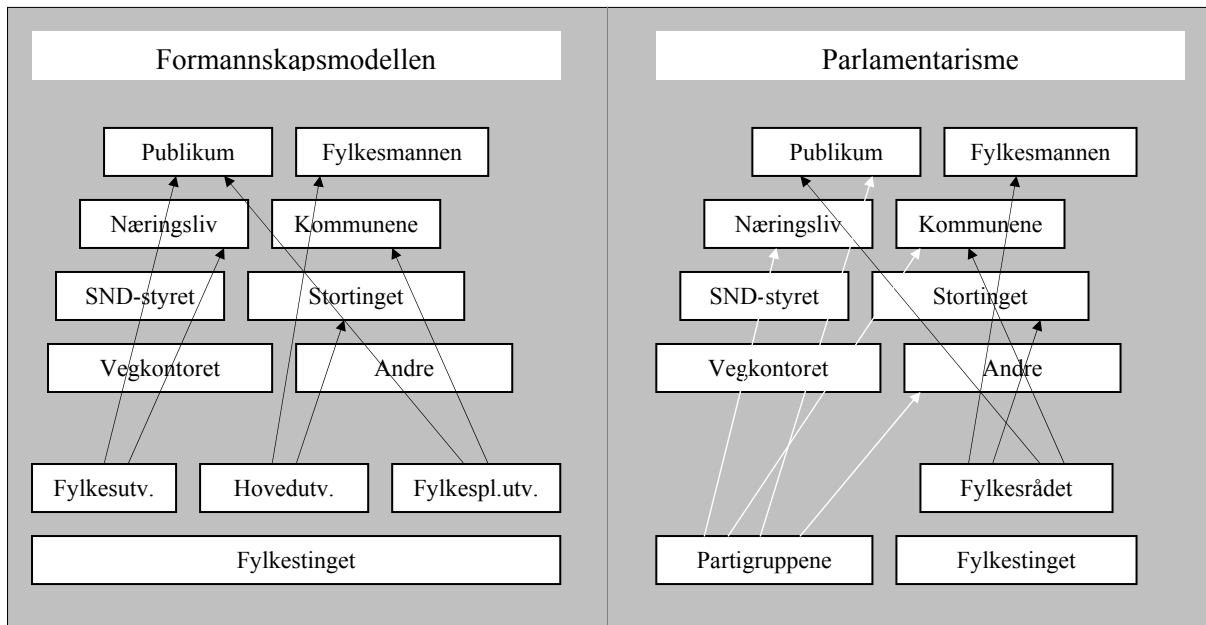 Formannskapsmodellen
Publikum
Fylkesmannen
Næringsliv
Kommunene
SND-styret
Stortinget
Vegkontoret
Andre
Fylkesutv.
Hovedutv.
Fylkespl.utv.
Fylkestinget
Parlamentarisme
Publikum
Fylkesmannen
Næringsliv
Kommunene
SND-styret
Stortinget
Vegkontoret
Andre
Fylkesrådet
Partigruppene
Fylkestinget